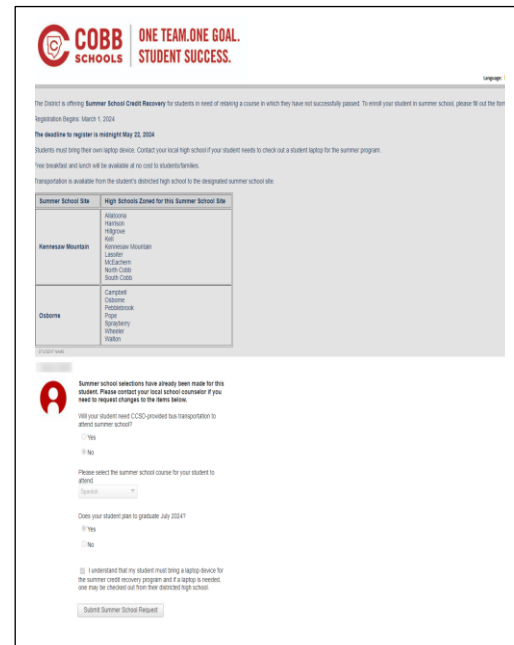 COBB
SCHOOLS
ONE TEAM.ONE GOAL.
STUDENT SUCCESS.
Language:
The District is offering Summer School Credit Recovery for students in need of retaking a course in which they have not successfully passed. To enroll your student in summer school, please fill out the form
Registration Begins: March 1, 2024
The deadline to register is midnight May 22, 2024
Students must bring their own laptop device. Contact your local high school if your student needs to check out a student laptop for the summer program.
Free breakfast and lunch will be available at no cost to students/families.
Transportation is available from the student's districted high school to the designated summer school site.
Summer School Site High Schools Zoned for this Summer School Site
Kennesaw Mountain
Allatoona
Harrison
Hillgrove
Kell
Kennesaw Mountain
Lassiter
McEachern
North Cobb
South Cobb
Osborne
Campbell
Osborne
Pebblebrook
Pope
Sprayberry
Wheeler
Walton
Summer school selections have already been made for this
student. Please contact your local school counselor if you
need to request changes to the items below.
Will your student need CCSD-provided bus transportation to
attend summer school?
Yes
No
Please select the summer school course for your student to
attend.
Spanish
Does your student plan to graduate July 2024?
Yes
No
I understand that my student must bring a laptop device for
the summer credit recovery program and if a laptop is needed,
one may be checked out from their districted high school.
Submit Summer School Request